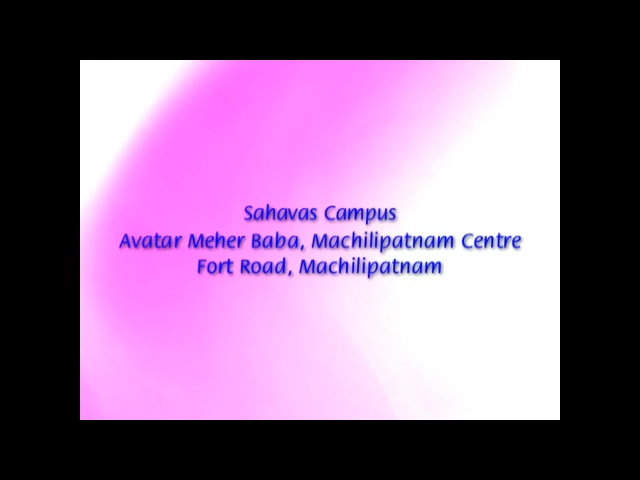 Sahavas Campus
Avatar Meher Baba, Machilipatnam Centre
Fort Road, Machilipatnam